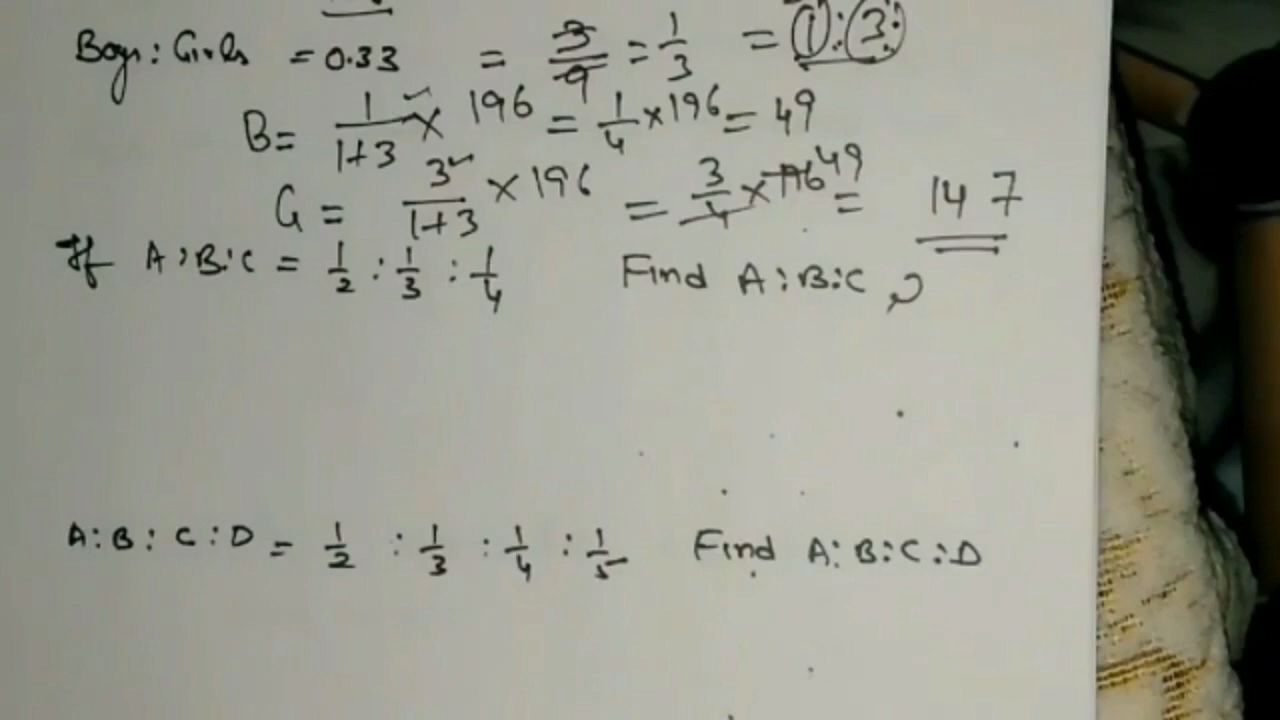 Boys : Girls = 0.33 = 3/9 = 1/3 = 1 : 3
B = 1/1+3 × 196 = 1/4 × 196 = 49
G = 3/1+3 × 196 = 3/4 × 196 49 = 147
If A : B : C = 1/2 : 1/3 : 1/4 Find A : B : C ?
A : B : C : D = 1/2 : 1/3 : 1/4 : 1/5 Find A : B : C : D